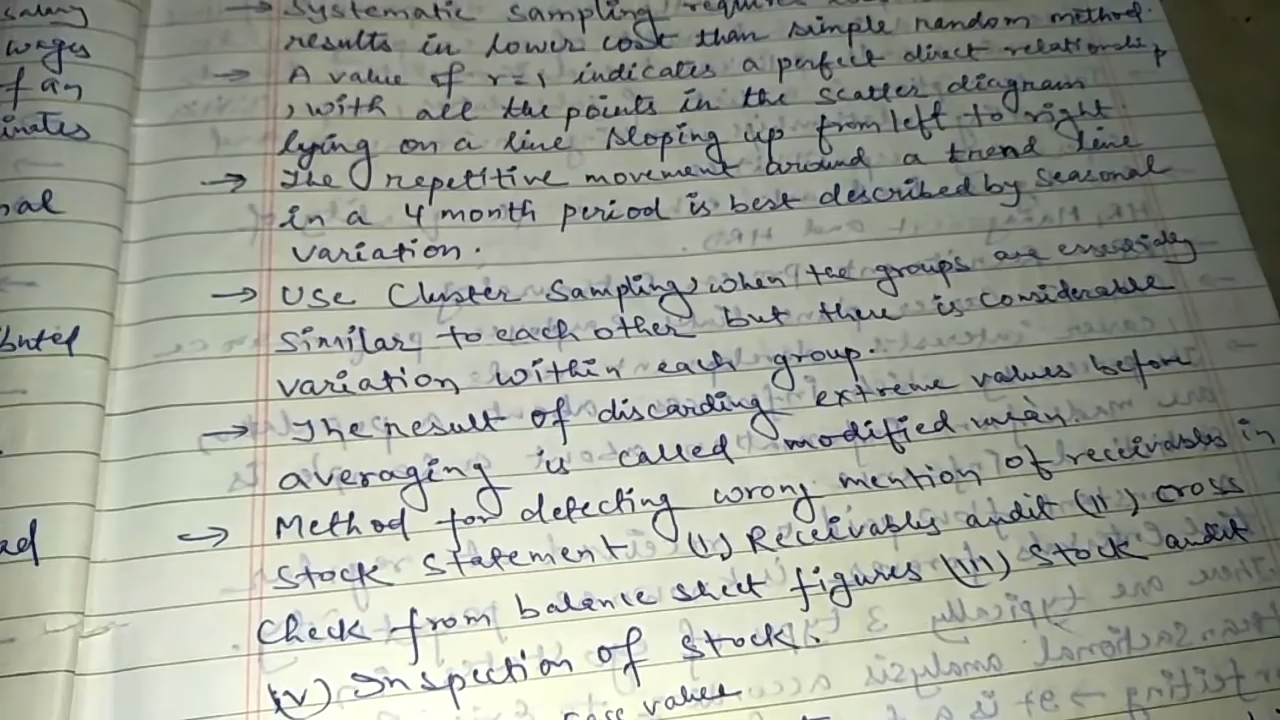 salary
wages
f an
inates
nal
buted
ed
→ Systematic sampling
results in lower cost than simple random method.
→ A value of r=1 indicates a perfect direct relationship
, with all the points in the scatter diagram
lying on a line sloping up from left to right
→ The repetitive movement around a trend line
in a 4 month period is best described by seasonal
variation.
→ Use Cluster Sampling, when the groups are
similar to each other but there is considerable
variation within each group.
→ The result of discarding extreme values before
averaging is called modified mean.
→ Method for detecting wrong mention of receivables in
stock statement (i) Receivables audit (ii) cross
check from balance sheet figures (iii) stock audit
(iv) Inspection of stock.
value